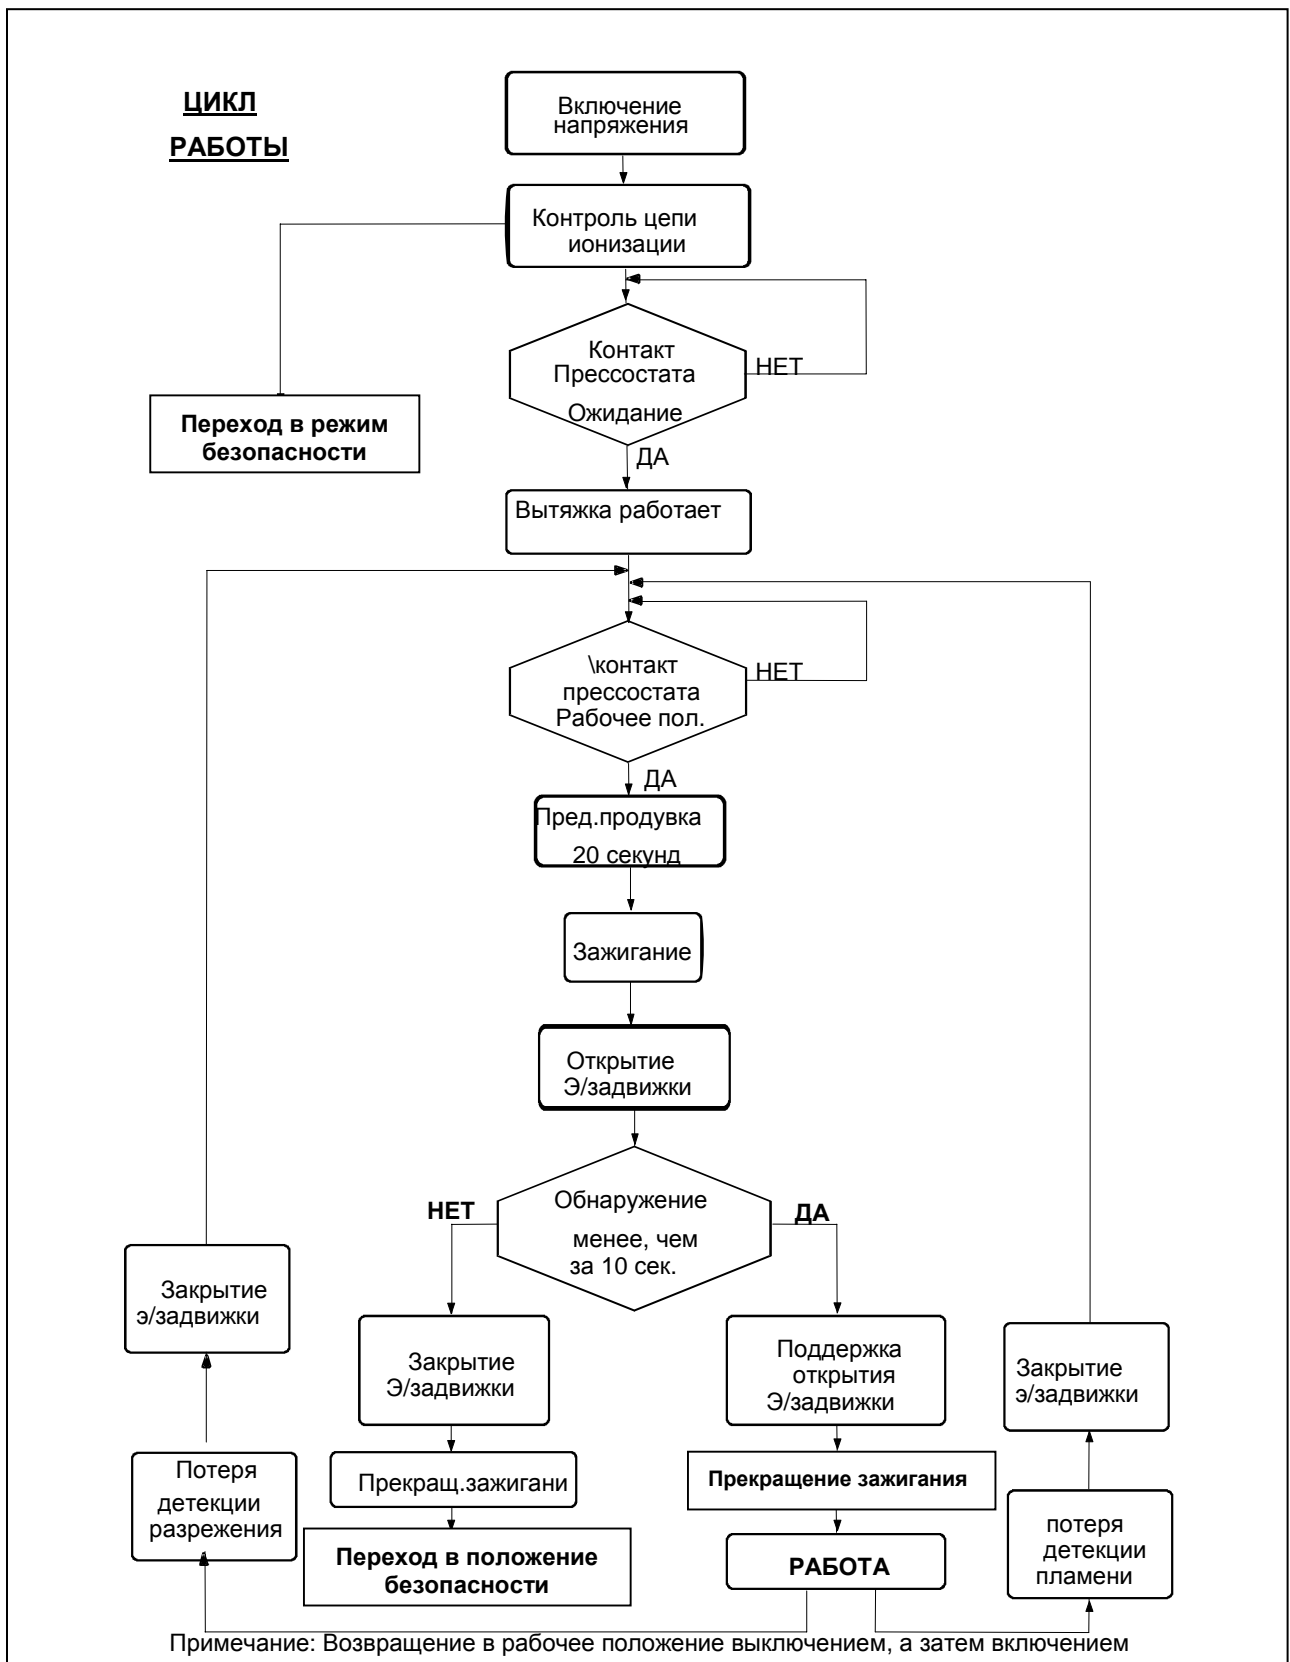 ЦИКЛ
РАБОТЫ
Включение
напряжения
Контроль цепи
ионизации
Контакт
Прессостата
Ожидание
НЕТ
Переход в режим
безопасности
ДА
Вытяжка работает
\контакт
прессостата
Рабочее пол.
НЕТ
ДА
Пред.продувка
20 секунд
Зажигание
Открытие
Э/задвижки
Обнаружение
менее, чем
за 10 сек.
НЕТ
ДА
Закрытие
э/задвижки
Закрытие
Э/задвижки
Поддержка
открытия
Э/задвижки
Закрытие
э/задвижки
Потеря
детекции
разрежения
Прекращ.зажигани
Прекращение зажигания
потеря
детекции
пламени
Переход в положение
безопасности
РАБОТА
Примечание: Возвращение в рабочее положение выключением, а затем включением